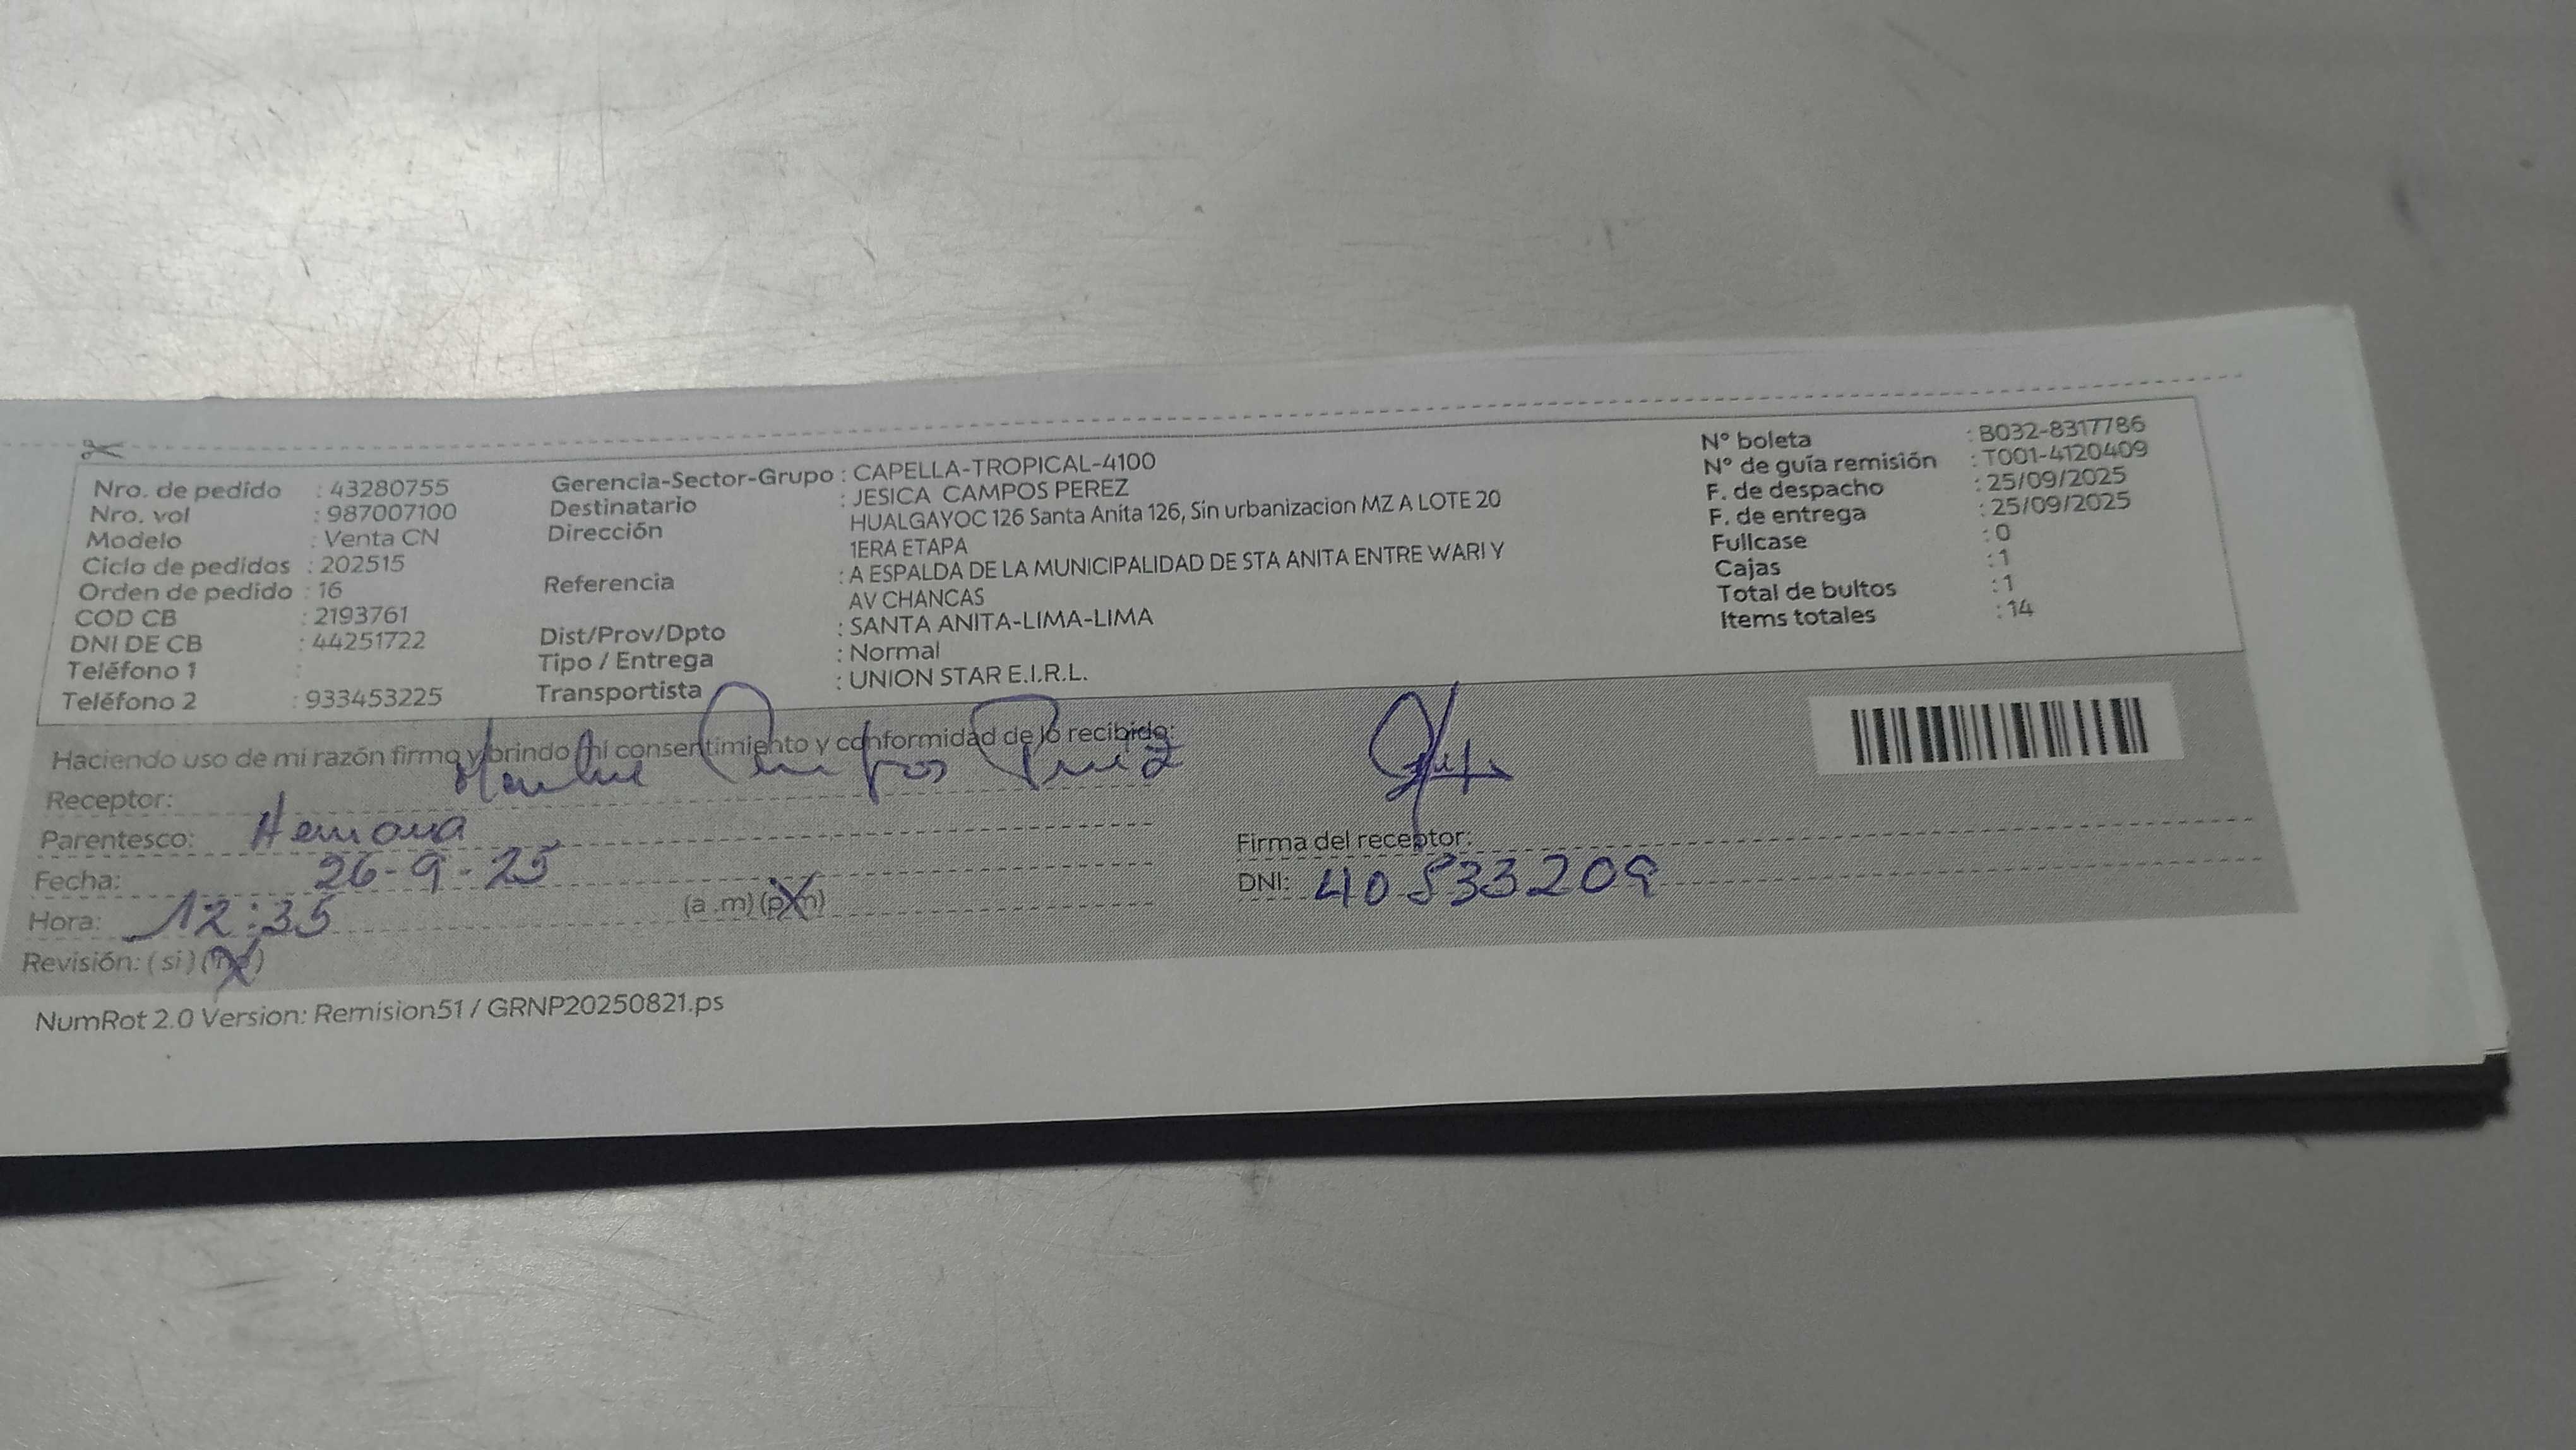 Nro. de pedido : 43280755
Nro. vol : 987007100
Modelo : Venta CN
Ciclo de pedidos : 202515
Orden de pedido : 16
COD CB : 2193761
DNI DE CB : 44251722
Teléfono 1 :
Teléfono 2 : 933453225
Gerencia-Sector-Grupo : CAPELLA-TROPICAL-4100
Destinatario : JESICA CAMPOS PEREZ
Dirección HUALGAYOC 126 Santa Anita 126, Sin urbanizacion MZ A LOTE 20
1ERA ETAPA
Referencia : A ESPALDA DE LA MUNICIPALIDAD DE STA ANITA ENTRE WARI Y
AV CHANCAS
Dist/Prov/Dpto : SANTA ANITA-LIMA-LIMA
Tipo / Entrega : Normal
Transportista : UNION STAR E.I.R.L.
N° boleta : B032-8317786
N° de guía remisión : T001-4120409
F. de despacho : 25/09/2025
F. de entrega : 25/09/2025
Fullcase : 0
Cajas : 1
Total de bultos : 1
Items totales : 14
Haciendo uso de mi razón firmo y brindo mi consentimiento y conformidad de lo recibido:
Receptor: Campos
Parentesco: Hermana
Fecha: 26-9-25
Hora: 12:35 (a .m) (p.m)
Revisión: ( si ) (no)
Firma del receptor:
DNI: 40533209
NumRot 2.0 Version: Remision51 / GRNP20250821.ps